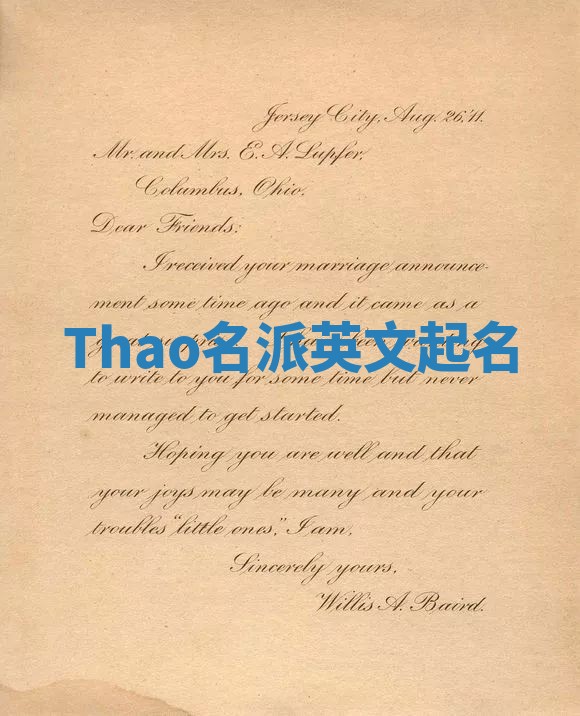 Jersey City, Aug. 26,'11.
Mr. and Mrs. E. A. Lupfer,
Columbus, Ohio.
Dear Friends:
I received your marriage announce-
ment some time ago and it came as a
Thao名派英文起名
to write to you for some time but never
managed to get started.
Hoping you are well and that
your joys may be many and your
troubles "little ones," I am,
Sincerely yours,
Willis A. Baird.